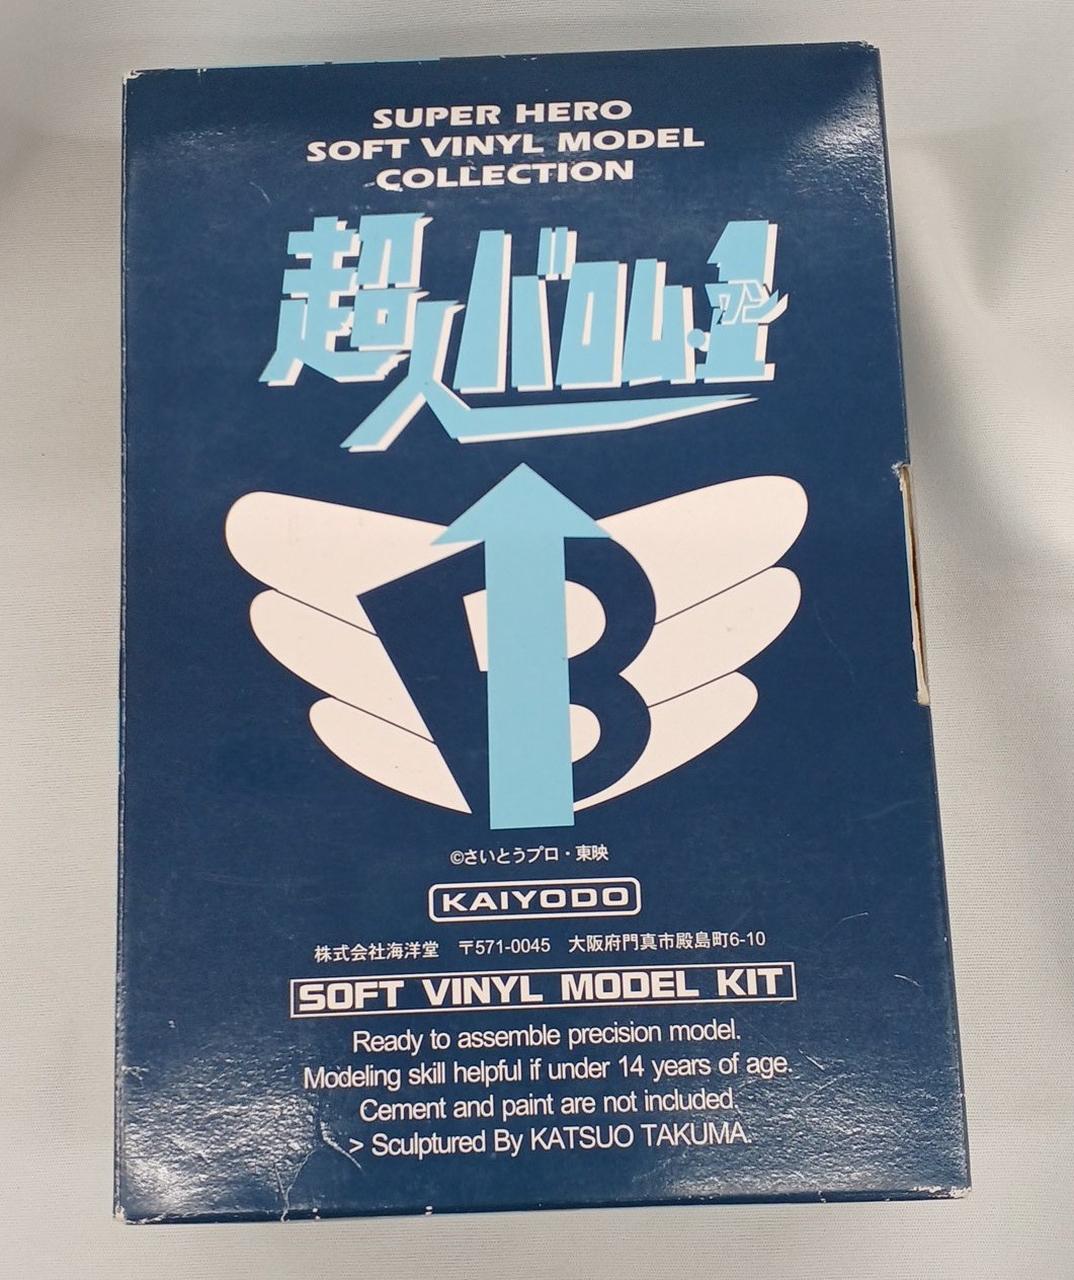 SUPER HERO
SOFT VINYL MODEL
COLLECTION
超人バロム・1
ワン
B
©さいとうプロ・東映
KAIYODO
株式会社海洋堂 〒571-0045 大阪府門真市殿島町6-10
SOFT VINYL MODEL KIT
Ready to assemble precision model.
Modeling skill helpful if under 14 years of age.
Cement and paint are not included.
> Sculptured By KATSUO TAKUMA.